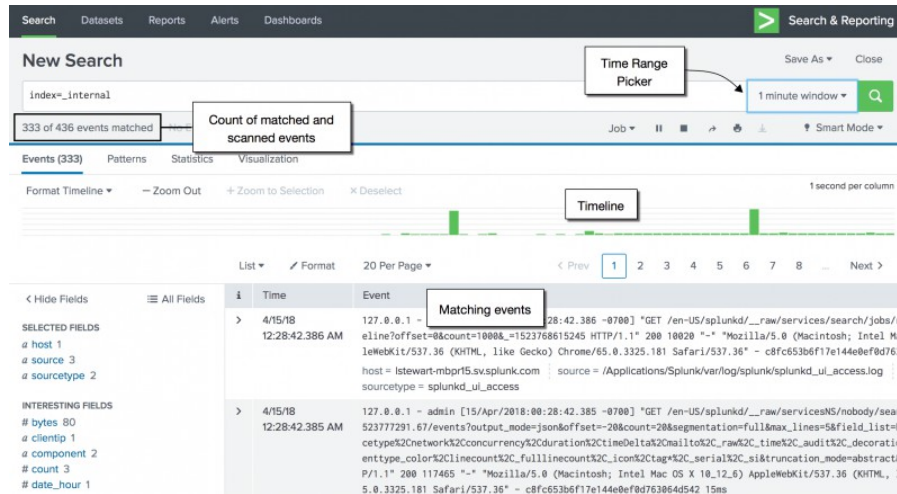 Search Datasets Reports Alerts Dashboards Search & Reporting
New Search Save As Close
Time Range
Picker
index=_internal 1 minute window
333 of 436 events matched
Count of matched and
scanned events
Job Smart Mode
Events (333) Patterns Statistics Visualization
Format Timeline — Zoom Out + Zoom to Selection × Deselect 1 second per column
Timeline
List Format 20 Per Page < Prev 1 2 3 4 5 6 7 8 ... Next >
< Hide Fields All Fields i Time Event
Matching events
SELECTED FIELDS
a host 1
a source 3
a sourcetype 2
INTERESTING FIELDS
# bytes 80
a clientip 1
a component 2
# count 3
# date_hour 1
> 4/15/18
12:28:42.386 AM
127.0.0.1 - 28:42.386 -0700] "GET /en-US/splunkd/__raw/services/search/jobs/
eline?offset=0&count=1000&_=1523768615245 HTTP/1.1" 200 10020 "-" "Mozilla/5.0 (Macintosh; Intel M
leWebKit/537.36 (KHTML, like Gecko) Chrome/65.0.3325.181 Safari/537.36" - c8fc653b6f17e144e0ef0d76
host = lstewart-mbpr15.sv.splunk.com source = /Applications/Splunk/var/log/splunk/splunkd_ui_access.log
sourcetype = splunkd_ui_access
> 4/15/18
12:28:42.385 AM
127.0.0.1 - admin [15/Apr/2018:00:28:42.385 -0700] "GET /en-US/splunkd/__raw/servicesNS/nobody/sea
523777291.67/events?output_mode=json&offset=-20&count=20&segmentation=full&max_lines=5&field_list=
cetype%2Cnetwork%2Cconcurrency%2Cduration%2CtimeDelta%2Cmailto%2C_raw%2C_time%2C_audit%2C_decorati
enttype_color%2Clinecount%2C_fulllinecount%2C_icon%2Ctag*%2C_serial%2C_si&truncation_mode=abstract
P/1.1" 200 117465 "-" "Mozilla/5.0 (Macintosh; Intel Mac OS X 10_12_6) AppleWebKit/537.36 (KHTML,
5.0.3325.181 Safari/537.36" - c8fc653b6f17e144e0ef0d763064d542 15ms